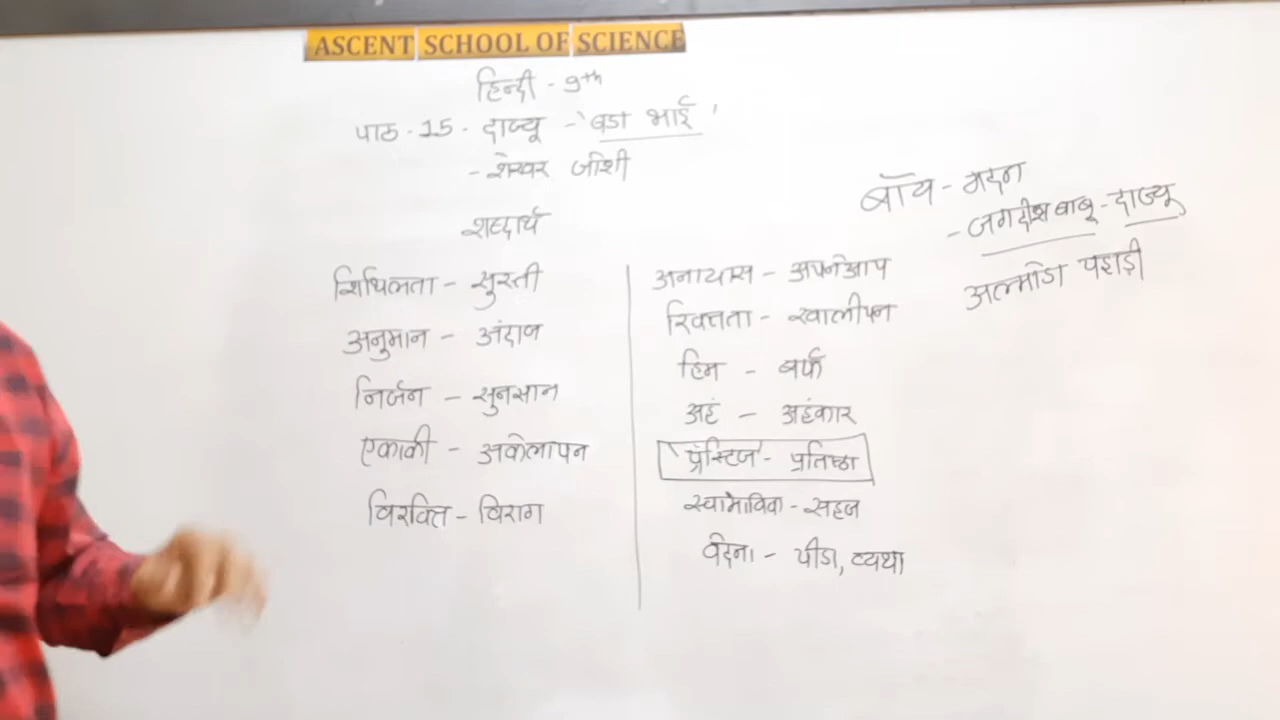 ASCENT SCHOOL OF SCIENCE
हिन्दी - 9th
पाठ - 15 - दाज्यू - 'बडा भाई'
- शेखर जोशी
शब्दार्थ
शिथिलता - सुस्ती
अनुमान - अंदाज
निर्जन - सुनसान
एकाकी - अकेलापन
विरक्ति - विराग
अनायास - अपनेआप
रिक्तता - खालीपन
हिम - बर्फ
अहं - अहंकार
'प्रेस्टिज' - प्रतिष्ठा
स्वाभाविक - सहज
वेदना - पीडा, व्यथा
बॉय - मदन
- जगदीश बाबू - दाज्यू
अल्मोडा पहाडी